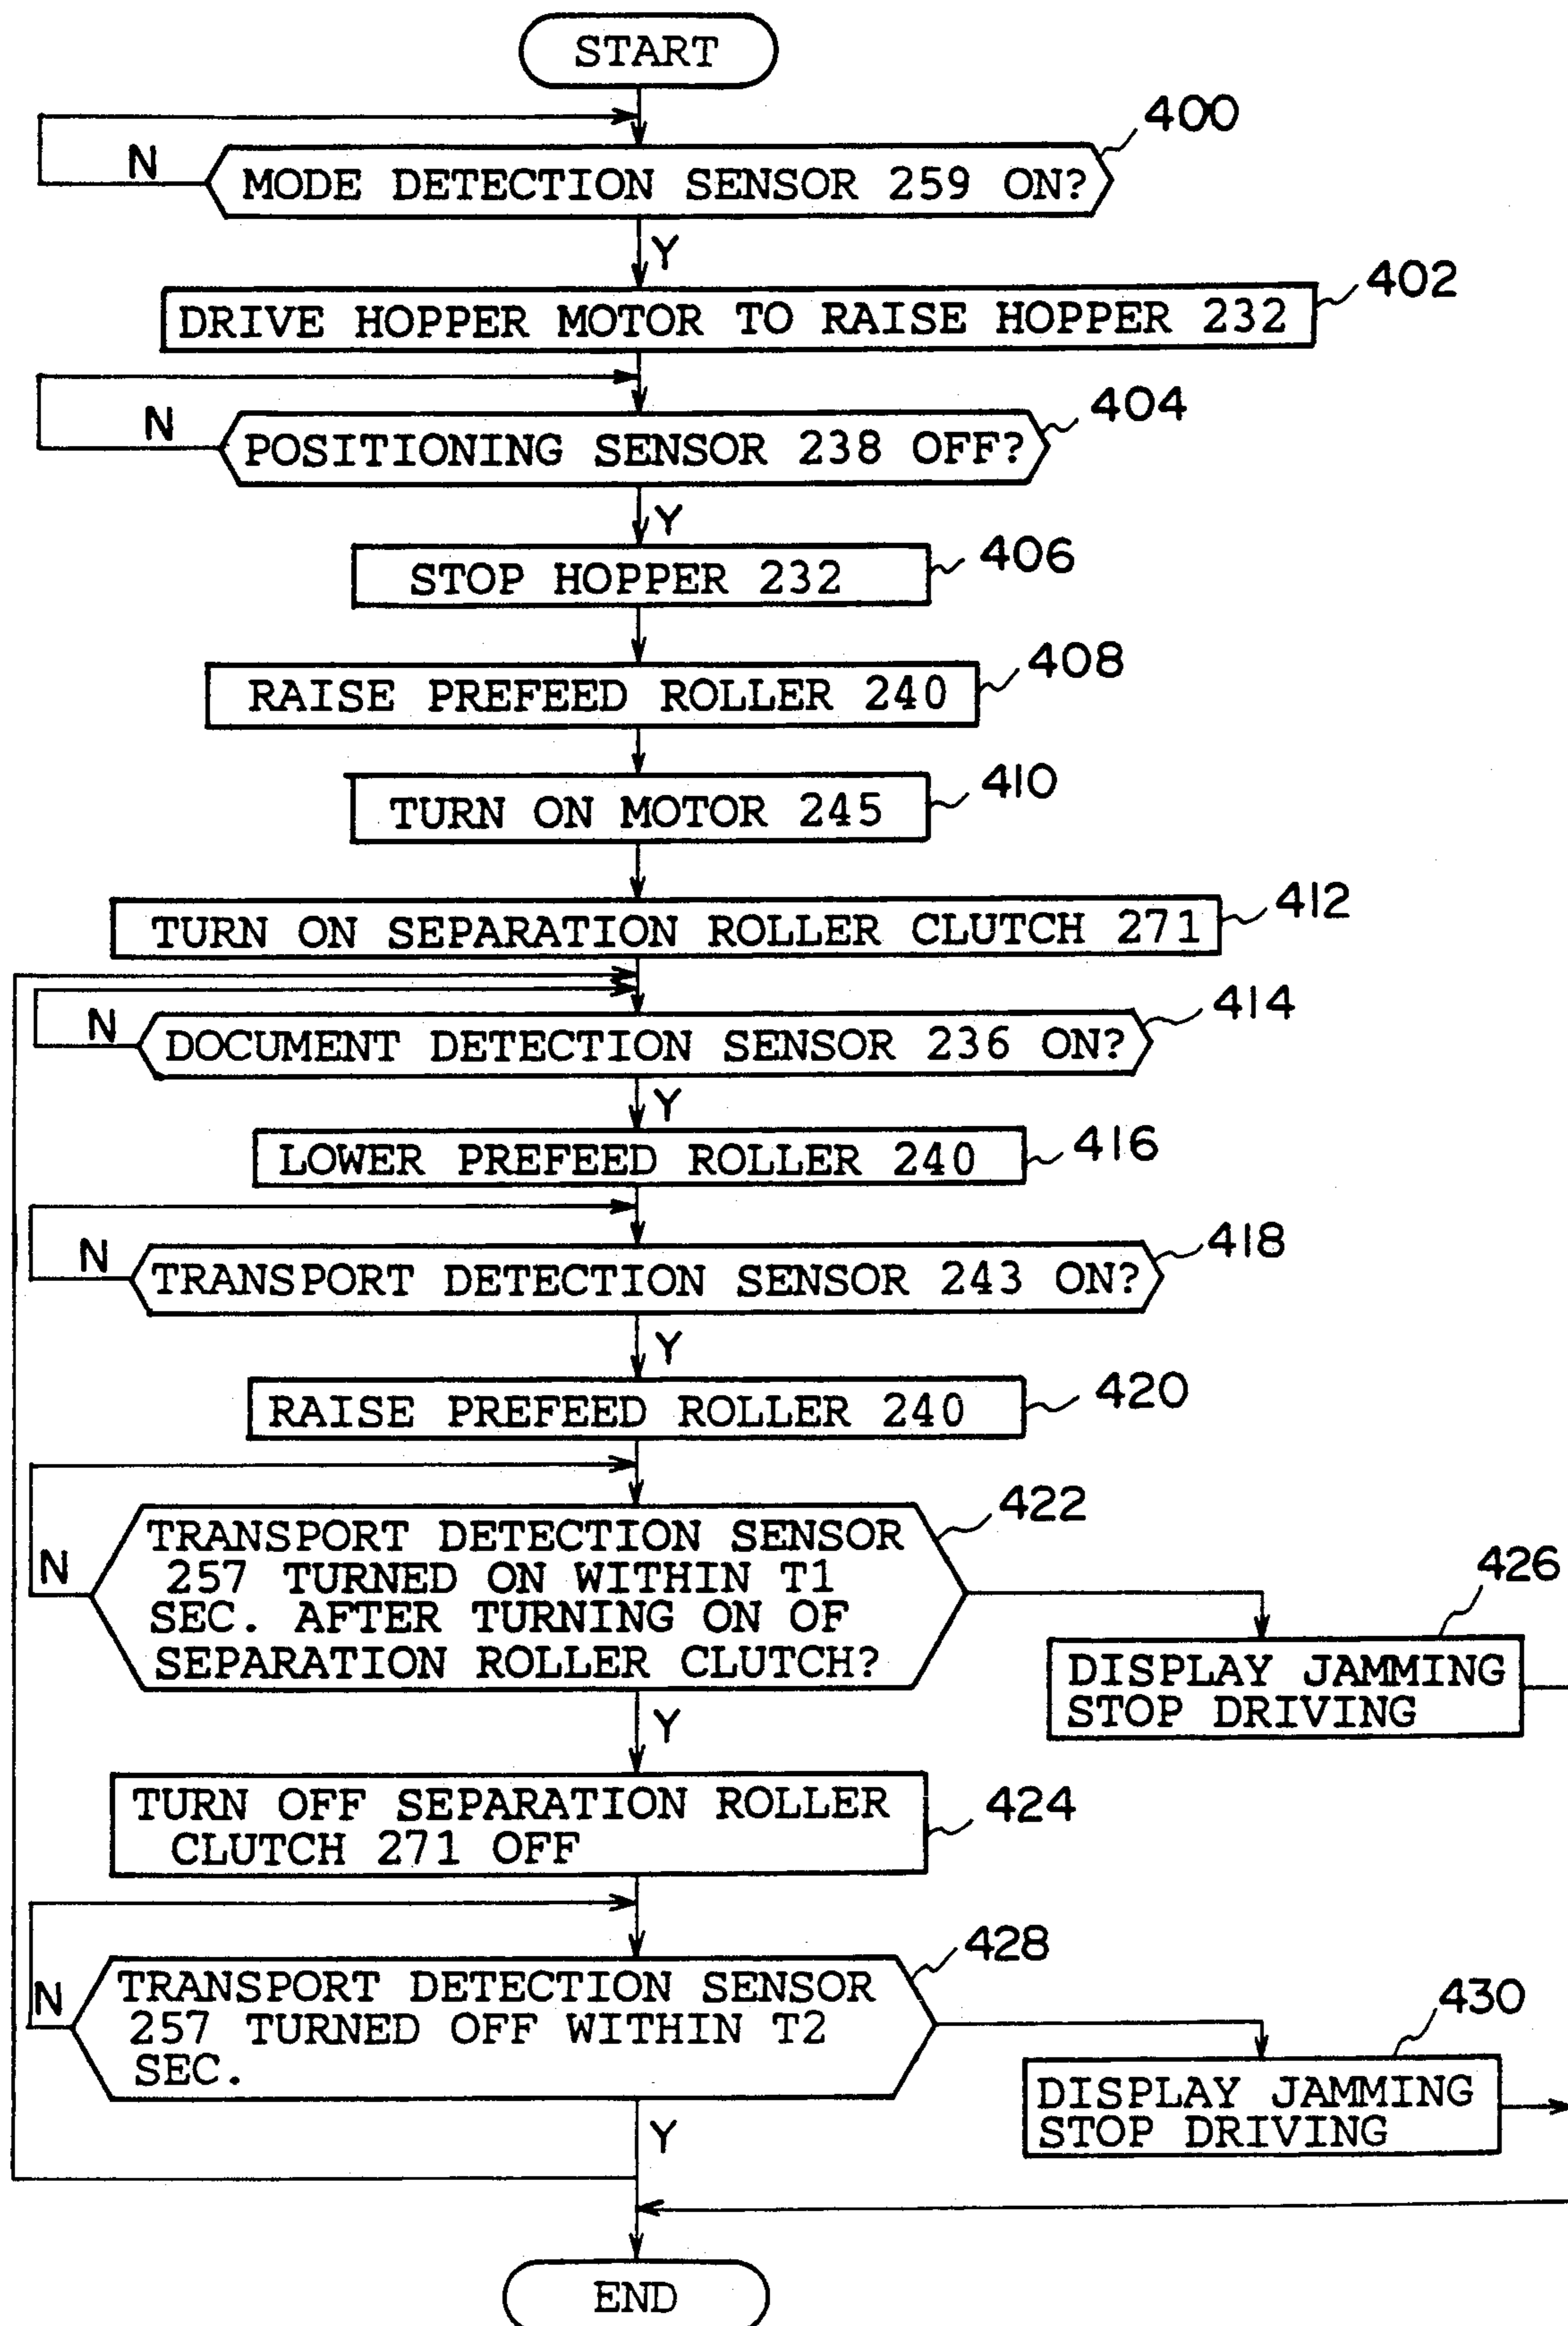 START
400
N
MODE DETECTION SENSOR 259 ON?
Y
402
DRIVE HOPPER MOTOR TO RAISE HOPPER 232
404
N
POSITIONING SENSOR 238 OFF?
Y
406
STOP HOPPER 232
408
RAISE PREFEED ROLLER 240
410
TURN ON MOTOR 245
412
TURN ON SEPARATION ROLLER CLUTCH 271
414
N
DOCUMENT DETECTION SENSOR 236 ON?
Y
416
LOWER PREFEED ROLLER 240
418
N
TRANSPORT DETECTION SENSOR 243 ON?
Y
420
RAISE PREFEED ROLLER 240
422
N
TRANSPORT DETECTION SENSOR
257 TURNED ON WITHIN T1
SEC. AFTER TURNING ON OF
SEPARATION ROLLER CLUTCH?
426
DISPLAY JAMMING
STOP DRIVING
Y
424
TURN OFF SEPARATION ROLLER
CLUTCH 271 OFF
428
N
TRANSPORT DETECTION SENSOR
257 TURNED OFF WITHIN T2
SEC.
430
DISPLAY JAMMING
STOP DRIVING
Y
END